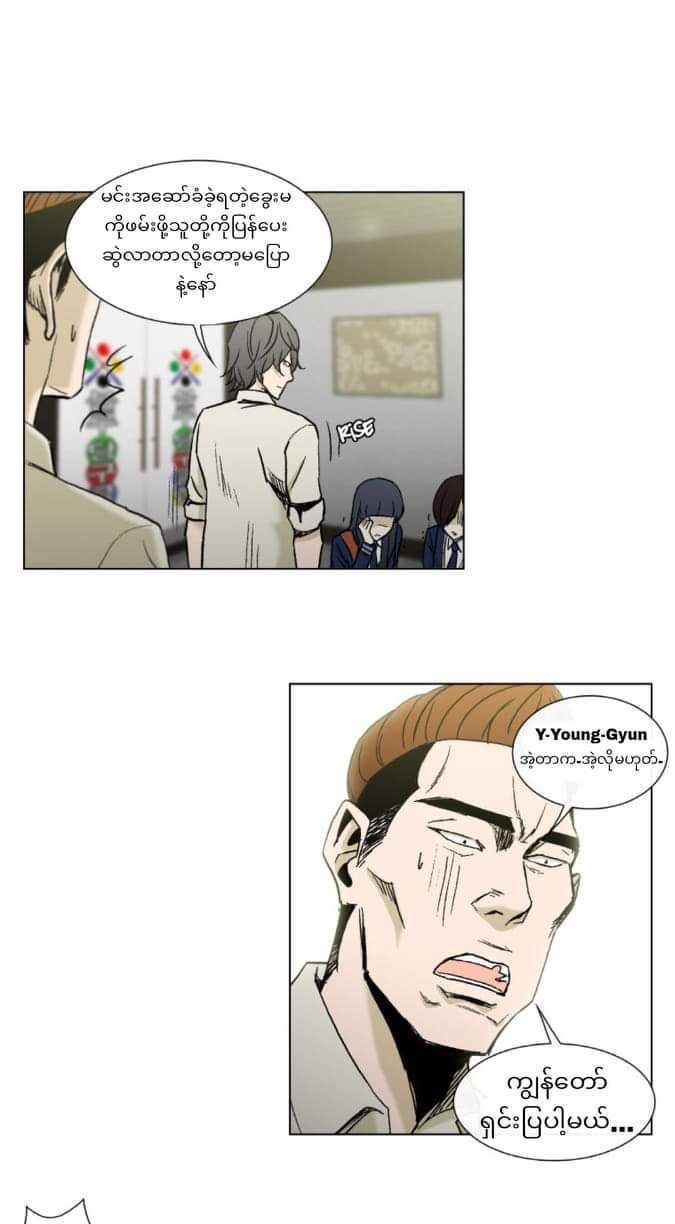 မင်းအဆော်ခံခဲ့ရတဲ့ခွေးမ
ကိုဖမ်းဖို့သူတို့ကိုပြန်ပေး
ဆွဲလာတာလို့တော့မပြော
နဲ့နော်
RISE
Y-Young-Gyun
အဲ့တာက-အဲ့လိုမဟုတ်-
ကျွန်တော်
ရှင်းပြပါ့မယ်...